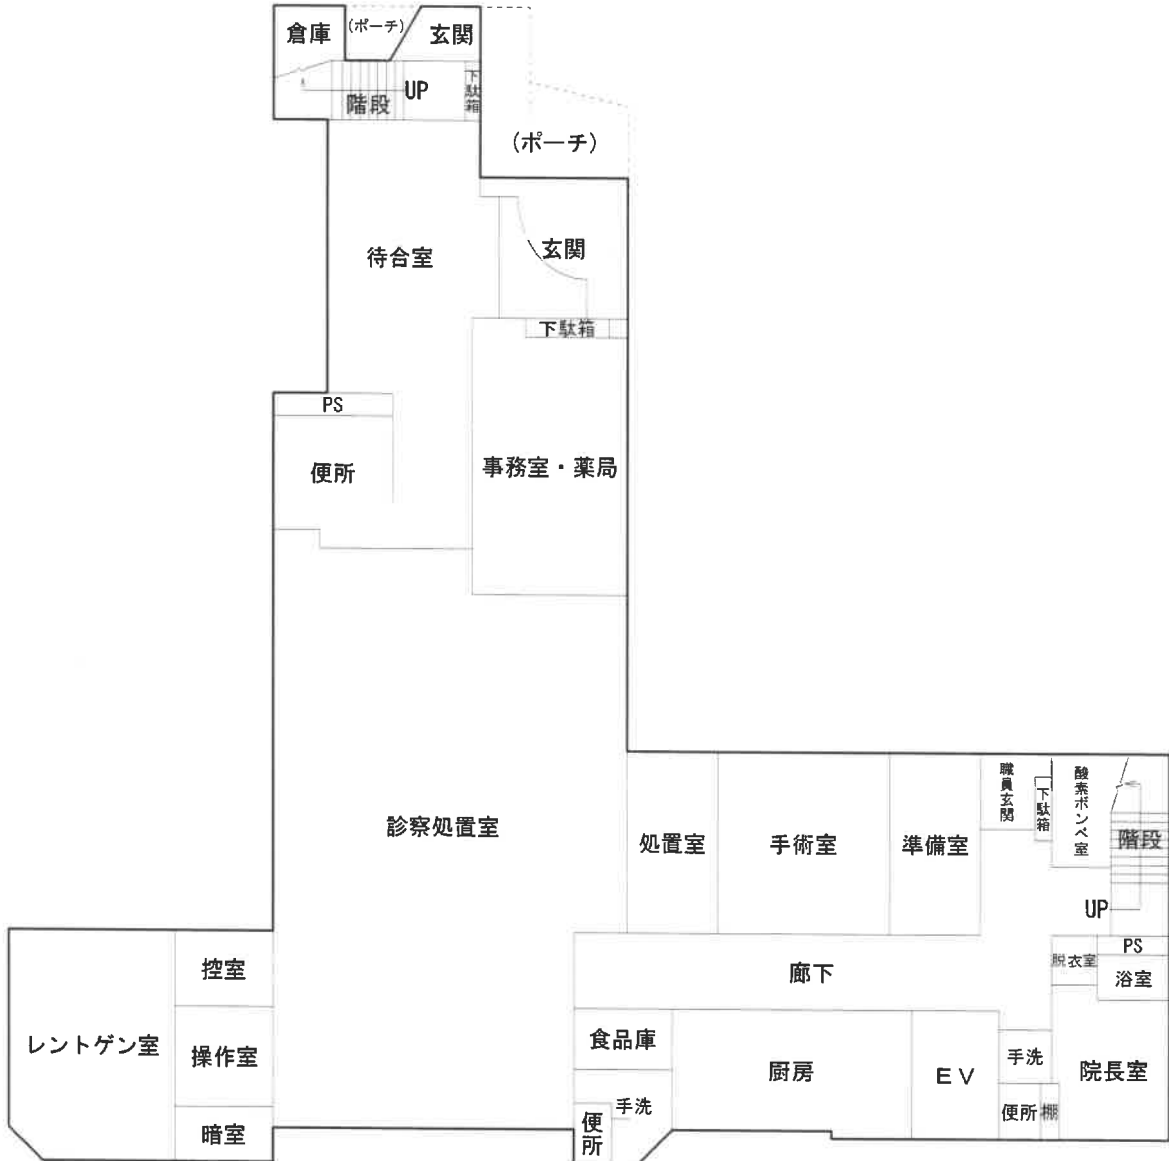 倉庫
(ポーチ)
玄関
UP
階段
下駄箱
(ポーチ)
待合室
玄関
下駄箱
PS
便所
事務室・薬局
診察処置室
処置室
手術室
準備室
職員玄関
下駄箱
酸素ボンベ室
階段
UP
控室
レントゲン室
操作室
暗室
廊下
脱衣室
PS
浴室
食品庫
厨房
EV
手洗
院長室
手洗
便所
便所
棚